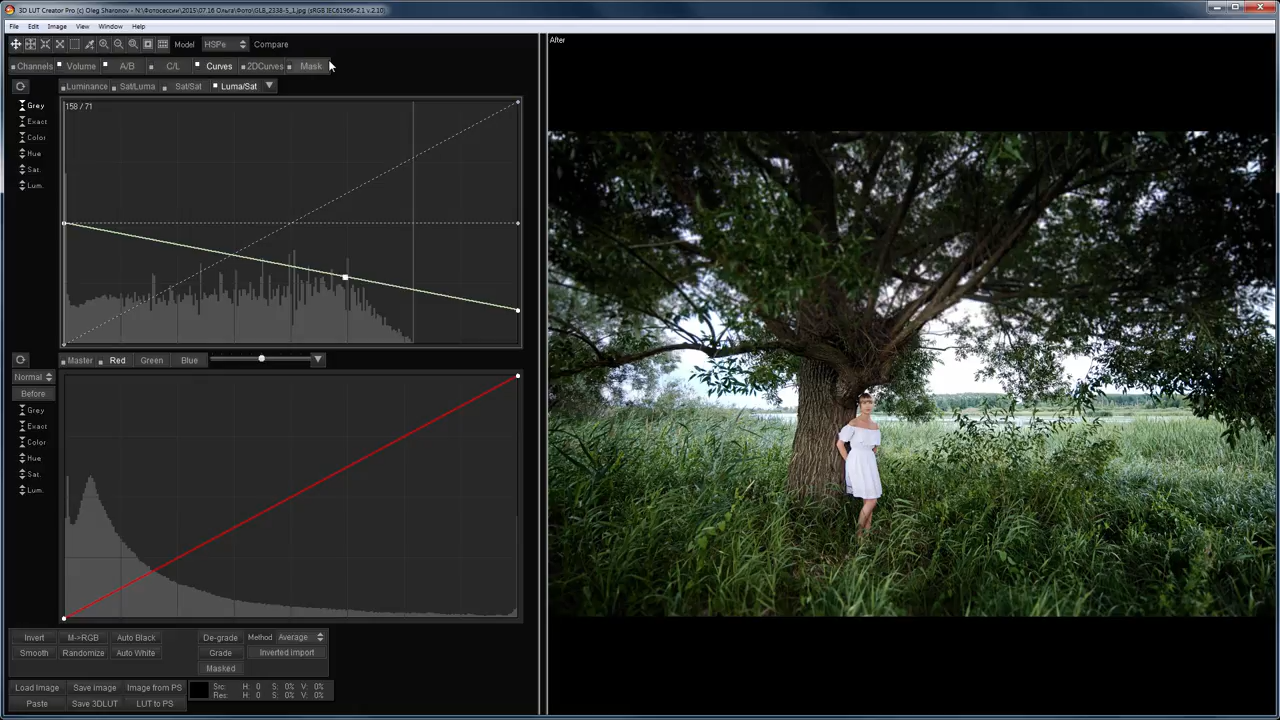 3D LUT Creator Pro (c) Oleg Sharonov - N:\Фотосессии\2015\07.16 Ольга\Фото\GLB_2338-5_1.jpg (sRGB IEC61966-2.1 v.2.10)
File Edit Image View Window Help
Model HSPe Compare
After
Channels Volume A/B C/L Curves 2DCurves Mask
Luminance Sat/Luma Sat/Sat Luma/Sat
158 / 71
Grey
Exact
Color
Hue
Sat.
Lum.
Master Red Green Blue
Normal
Before
Grey
Exact
Color
Hue
Sat.
Lum.
Invert M->RGB Auto Black De-grade Method Average
Smooth Randomize Auto White Grade Inverted import
Masked
Load Image Save image Image from PS Src: H: 0 S: 0% V: 0%
Paste Save 3DLUT LUT to PS Res: H: 0 S: 0% V: 0%